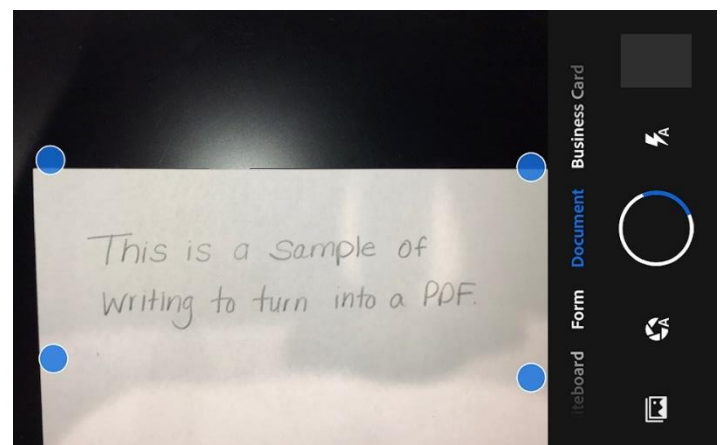 This is a sample of
writing to turn into a PDF.
Business Card
Document
Form
iteboard
A
A